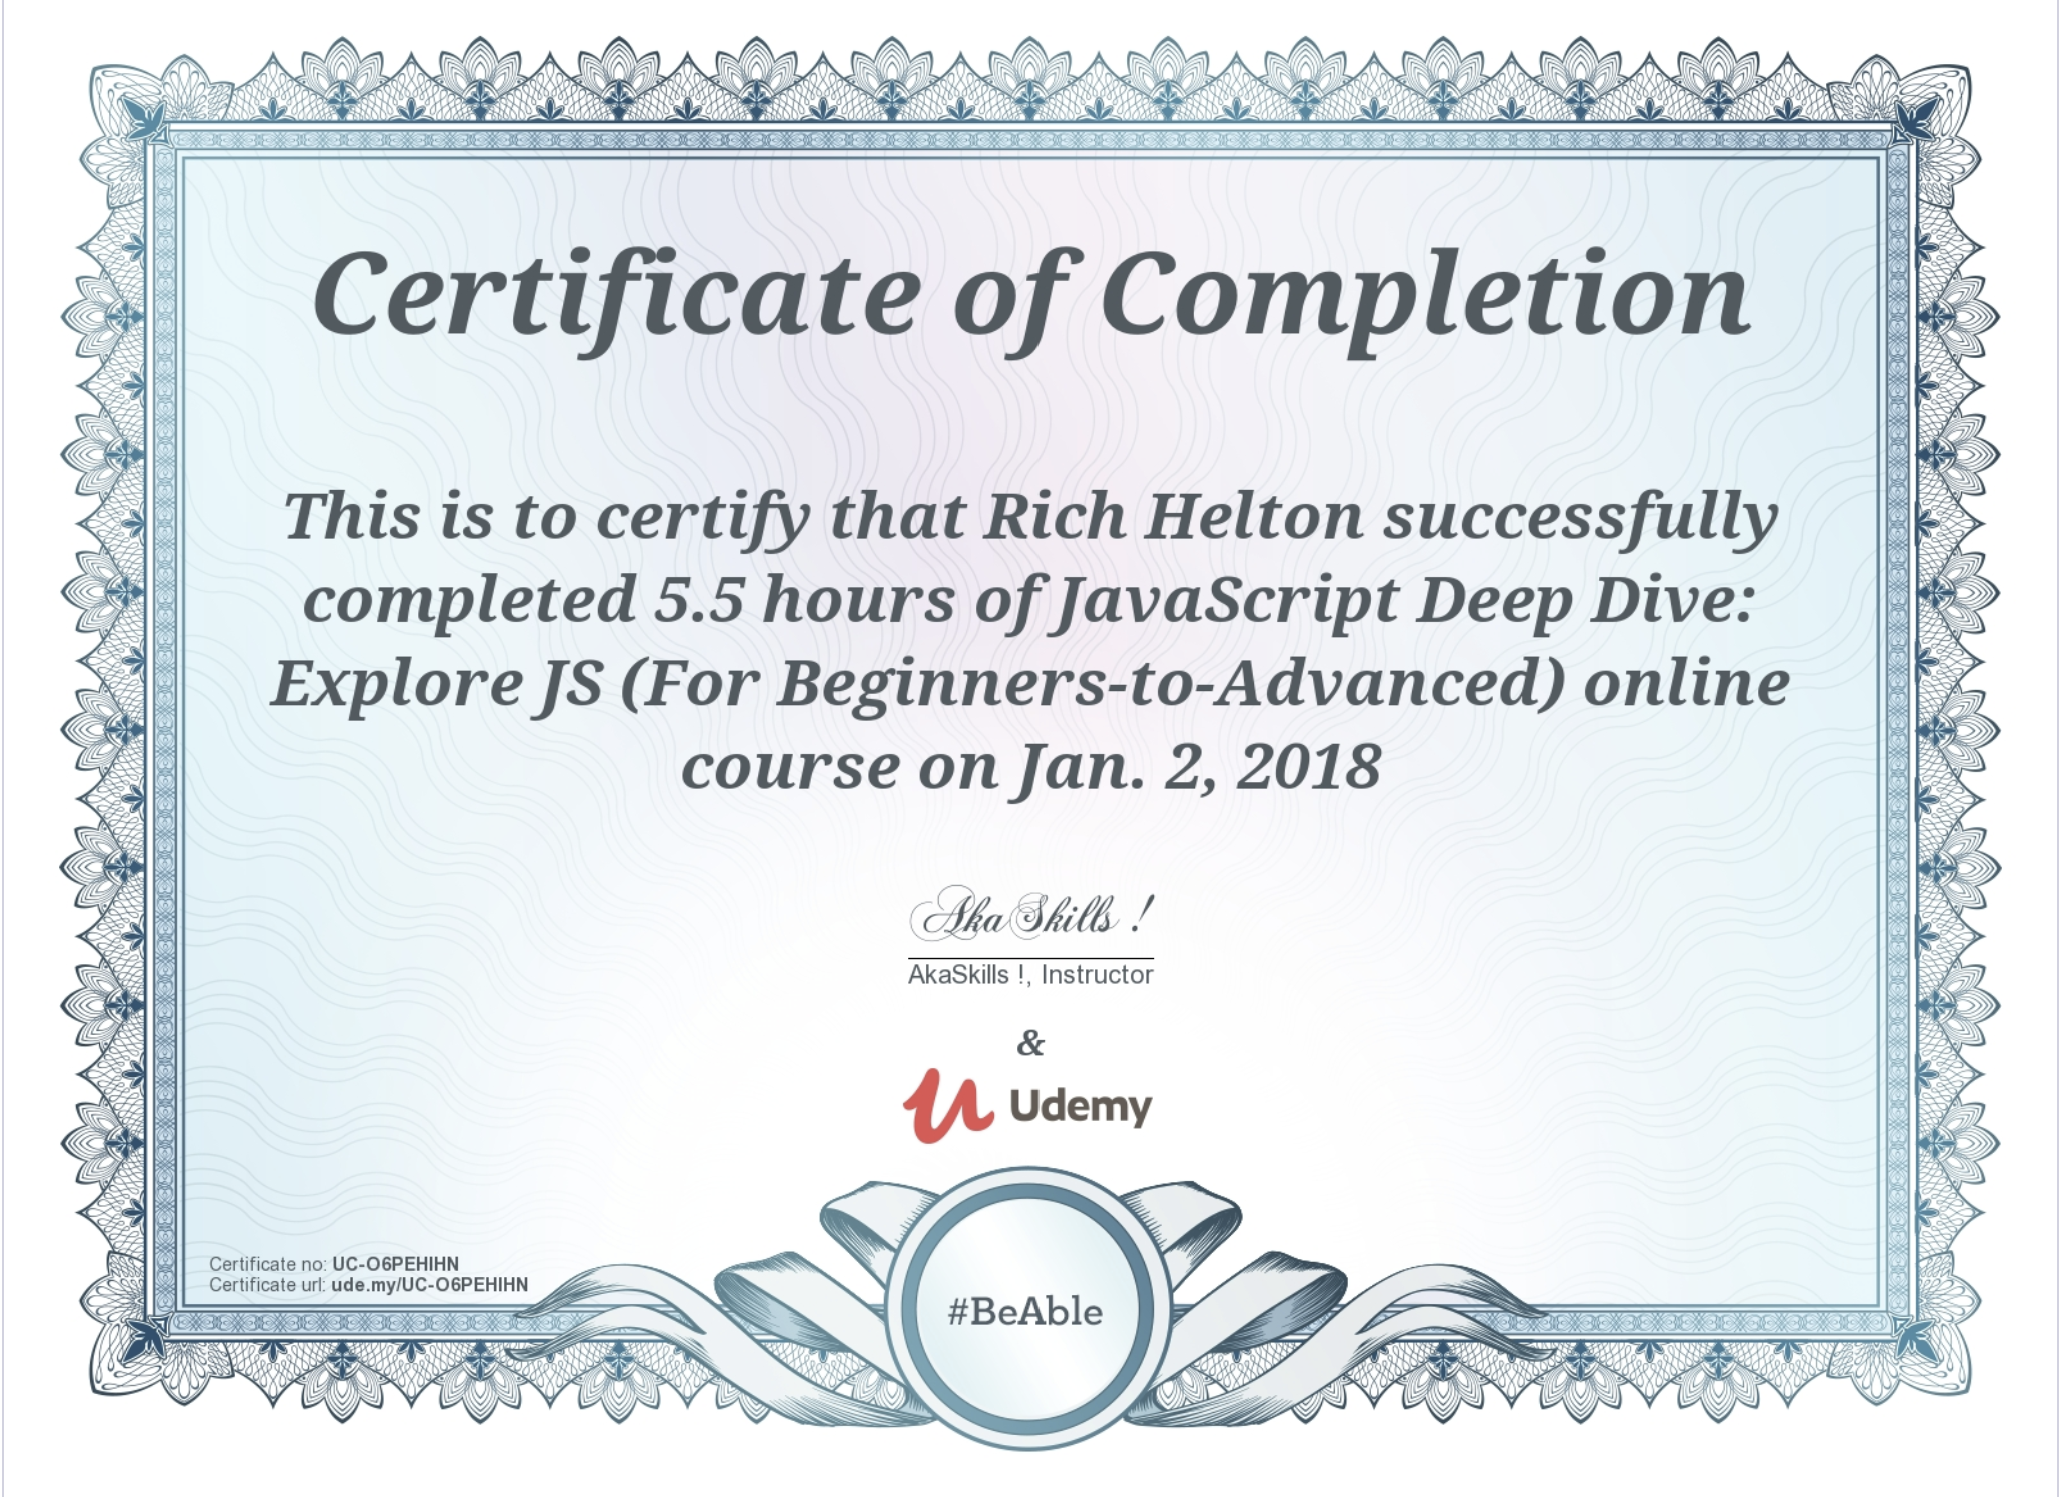 Certificate of Completion
This is to certify that Rich Helton successfully
completed 5.5 hours of JavaScript Deep Dive:
Explore JS (For Beginners-to-Advanced) online
course on Jan. 2, 2018
AkaSkills !
AkaSkills !, Instructor
&
Udemy
Certificate no: UC-O6PEHIHN
Certificate url: ude.my/UC-O6PEHIHN
#BeAble